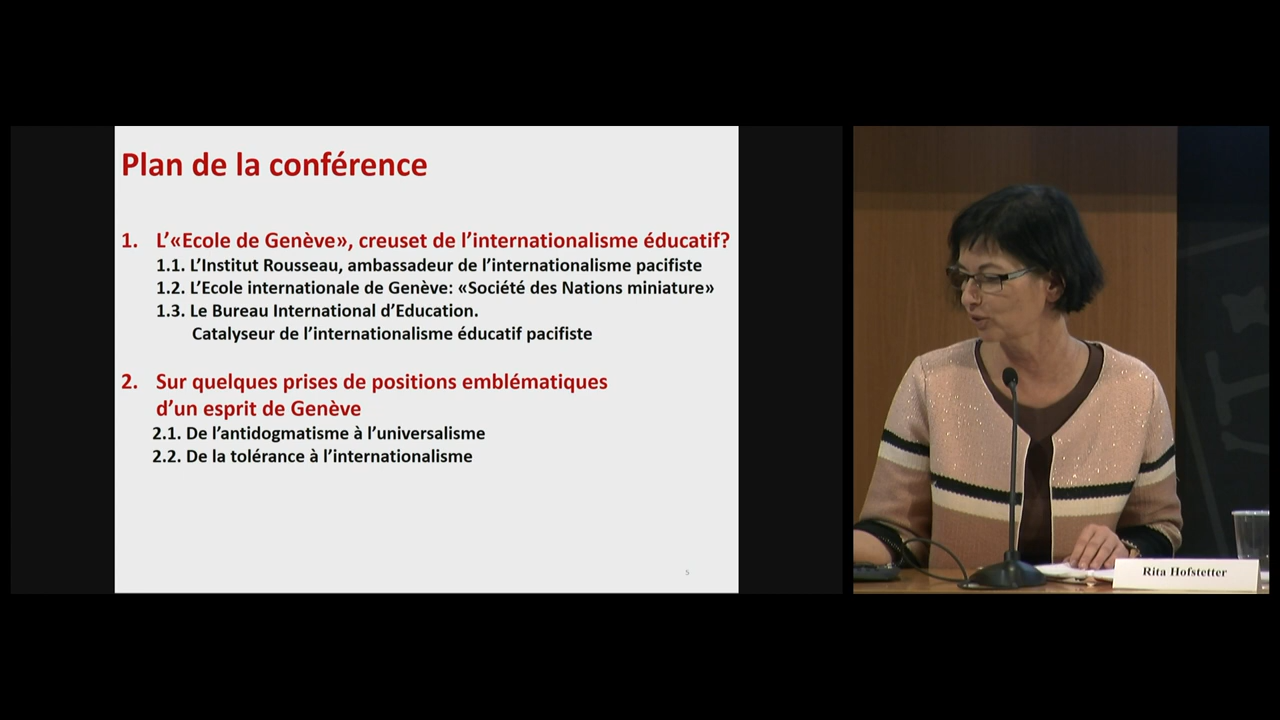 Plan de la conférence
1. L'«Ecole de Genève», creuset de l'internationalisme éducatif?
1.1. L'Institut Rousseau, ambassadeur de l'internationalisme pacifiste
1.2. L'Ecole internationale de Genève: «Société des Nations miniature»
1.3. Le Bureau International d'Education.
Catalyseur de l'internationalisme éducatif pacifiste
2. Sur quelques prises de positions emblématiques
d'un esprit de Genève
2.1. De l'antidogmatisme à l'universalisme
2.2. De la tolérance à l'internationalisme
5
Rita Hofstetter